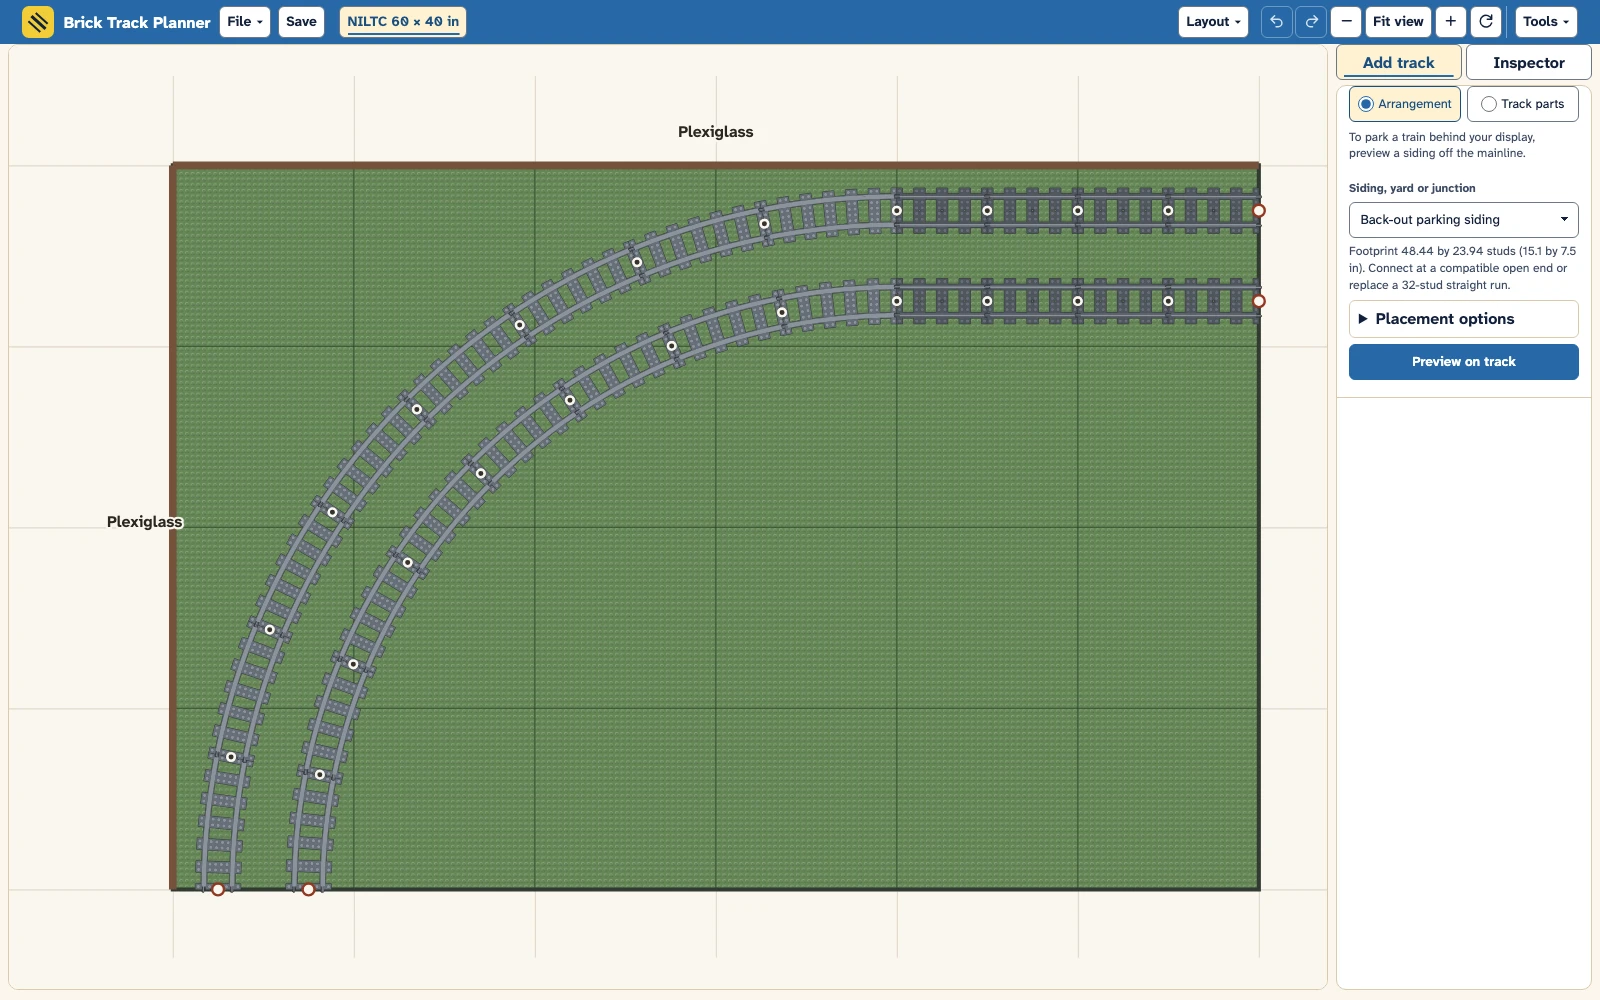 Brick Track Planner
File
Save
NILTC 60 × 40 in
Layout
Fit view
Tools
Add track
Inspector
Arrangement
Track parts
To park a train behind your display,
preview a siding off the mainline.
Siding, yard or junction
Back-out parking siding
Footprint 48.44 by 23.94 studs (15.1 by 7.5
in). Connect at a compatible open end or
replace a 32-stud straight run.
Placement options
Preview on track
Plexiglass
Plexiglass